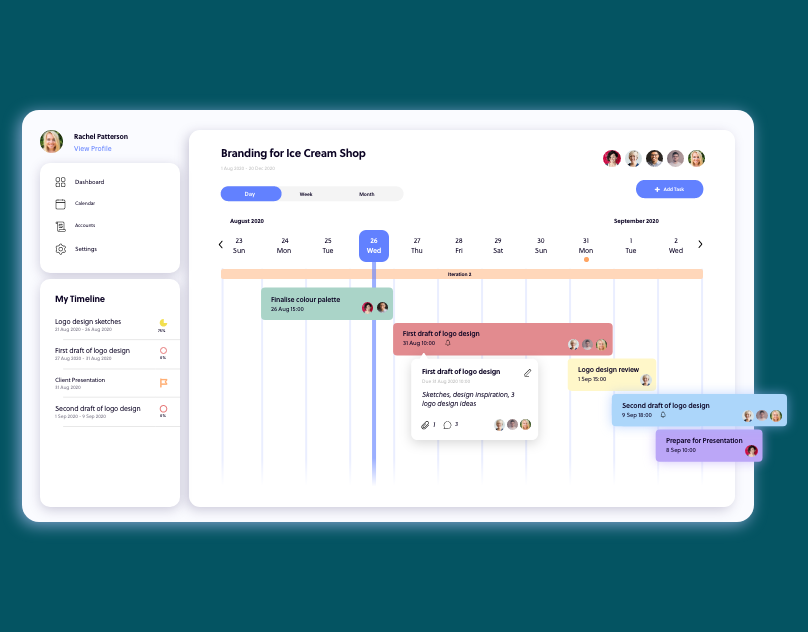 Rachel Patterson
View Profile
Dashboard
Calendar
Accounts
Settings
My Timeline
Logo design sketches
21 Aug 2020 - 26 Aug 2020
75%
First draft of logo design
27 Aug 2020 - 31 Aug 2020
0%
Client Presentation
31 Aug 2020
Second draft of logo design
1 Sep 2020 - 9 Sep 2020
0%
Branding for Ice Cream Shop
1 Aug 2020 - 20 Dec 2020
Day Week Month
+ Add Task
August 2020 September 2020
23 24 25 26 27 28 29 30 31 1 2
Sun Mon Tue Wed Thu Fri Sat Sun Mon Tue Wed
Iteration 2
Finalise colour palette
26 Aug 15:00
First draft of logo design
31 Aug 10:00
First draft of logo design
Due 31 Aug 2020 10:00
Sketches, design inspiration, 3
logo design ideas
1 3
Logo design review
1 Sep 15:00
Second draft of logo design
9 Sep 18:00
Prepare for Presentation
8 Sep 10:00